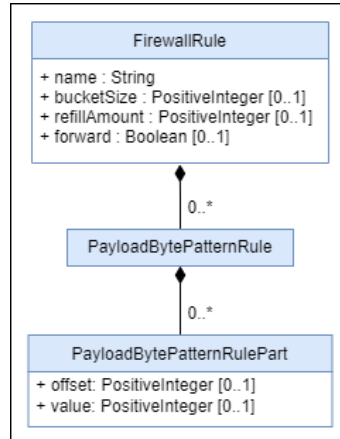 FirewallRule
+ name : String
+ bucketSize : PositiveInteger [0..1]
+ refillAmount : PositiveInteger [0..1]
+ forward : Boolean [0..1]
0..*
PayloadBytePatternRule
0..*
PayloadBytePatternRulePart
+ offset: PositiveInteger [0..1]
+ value: PositiveInteger [0..1]